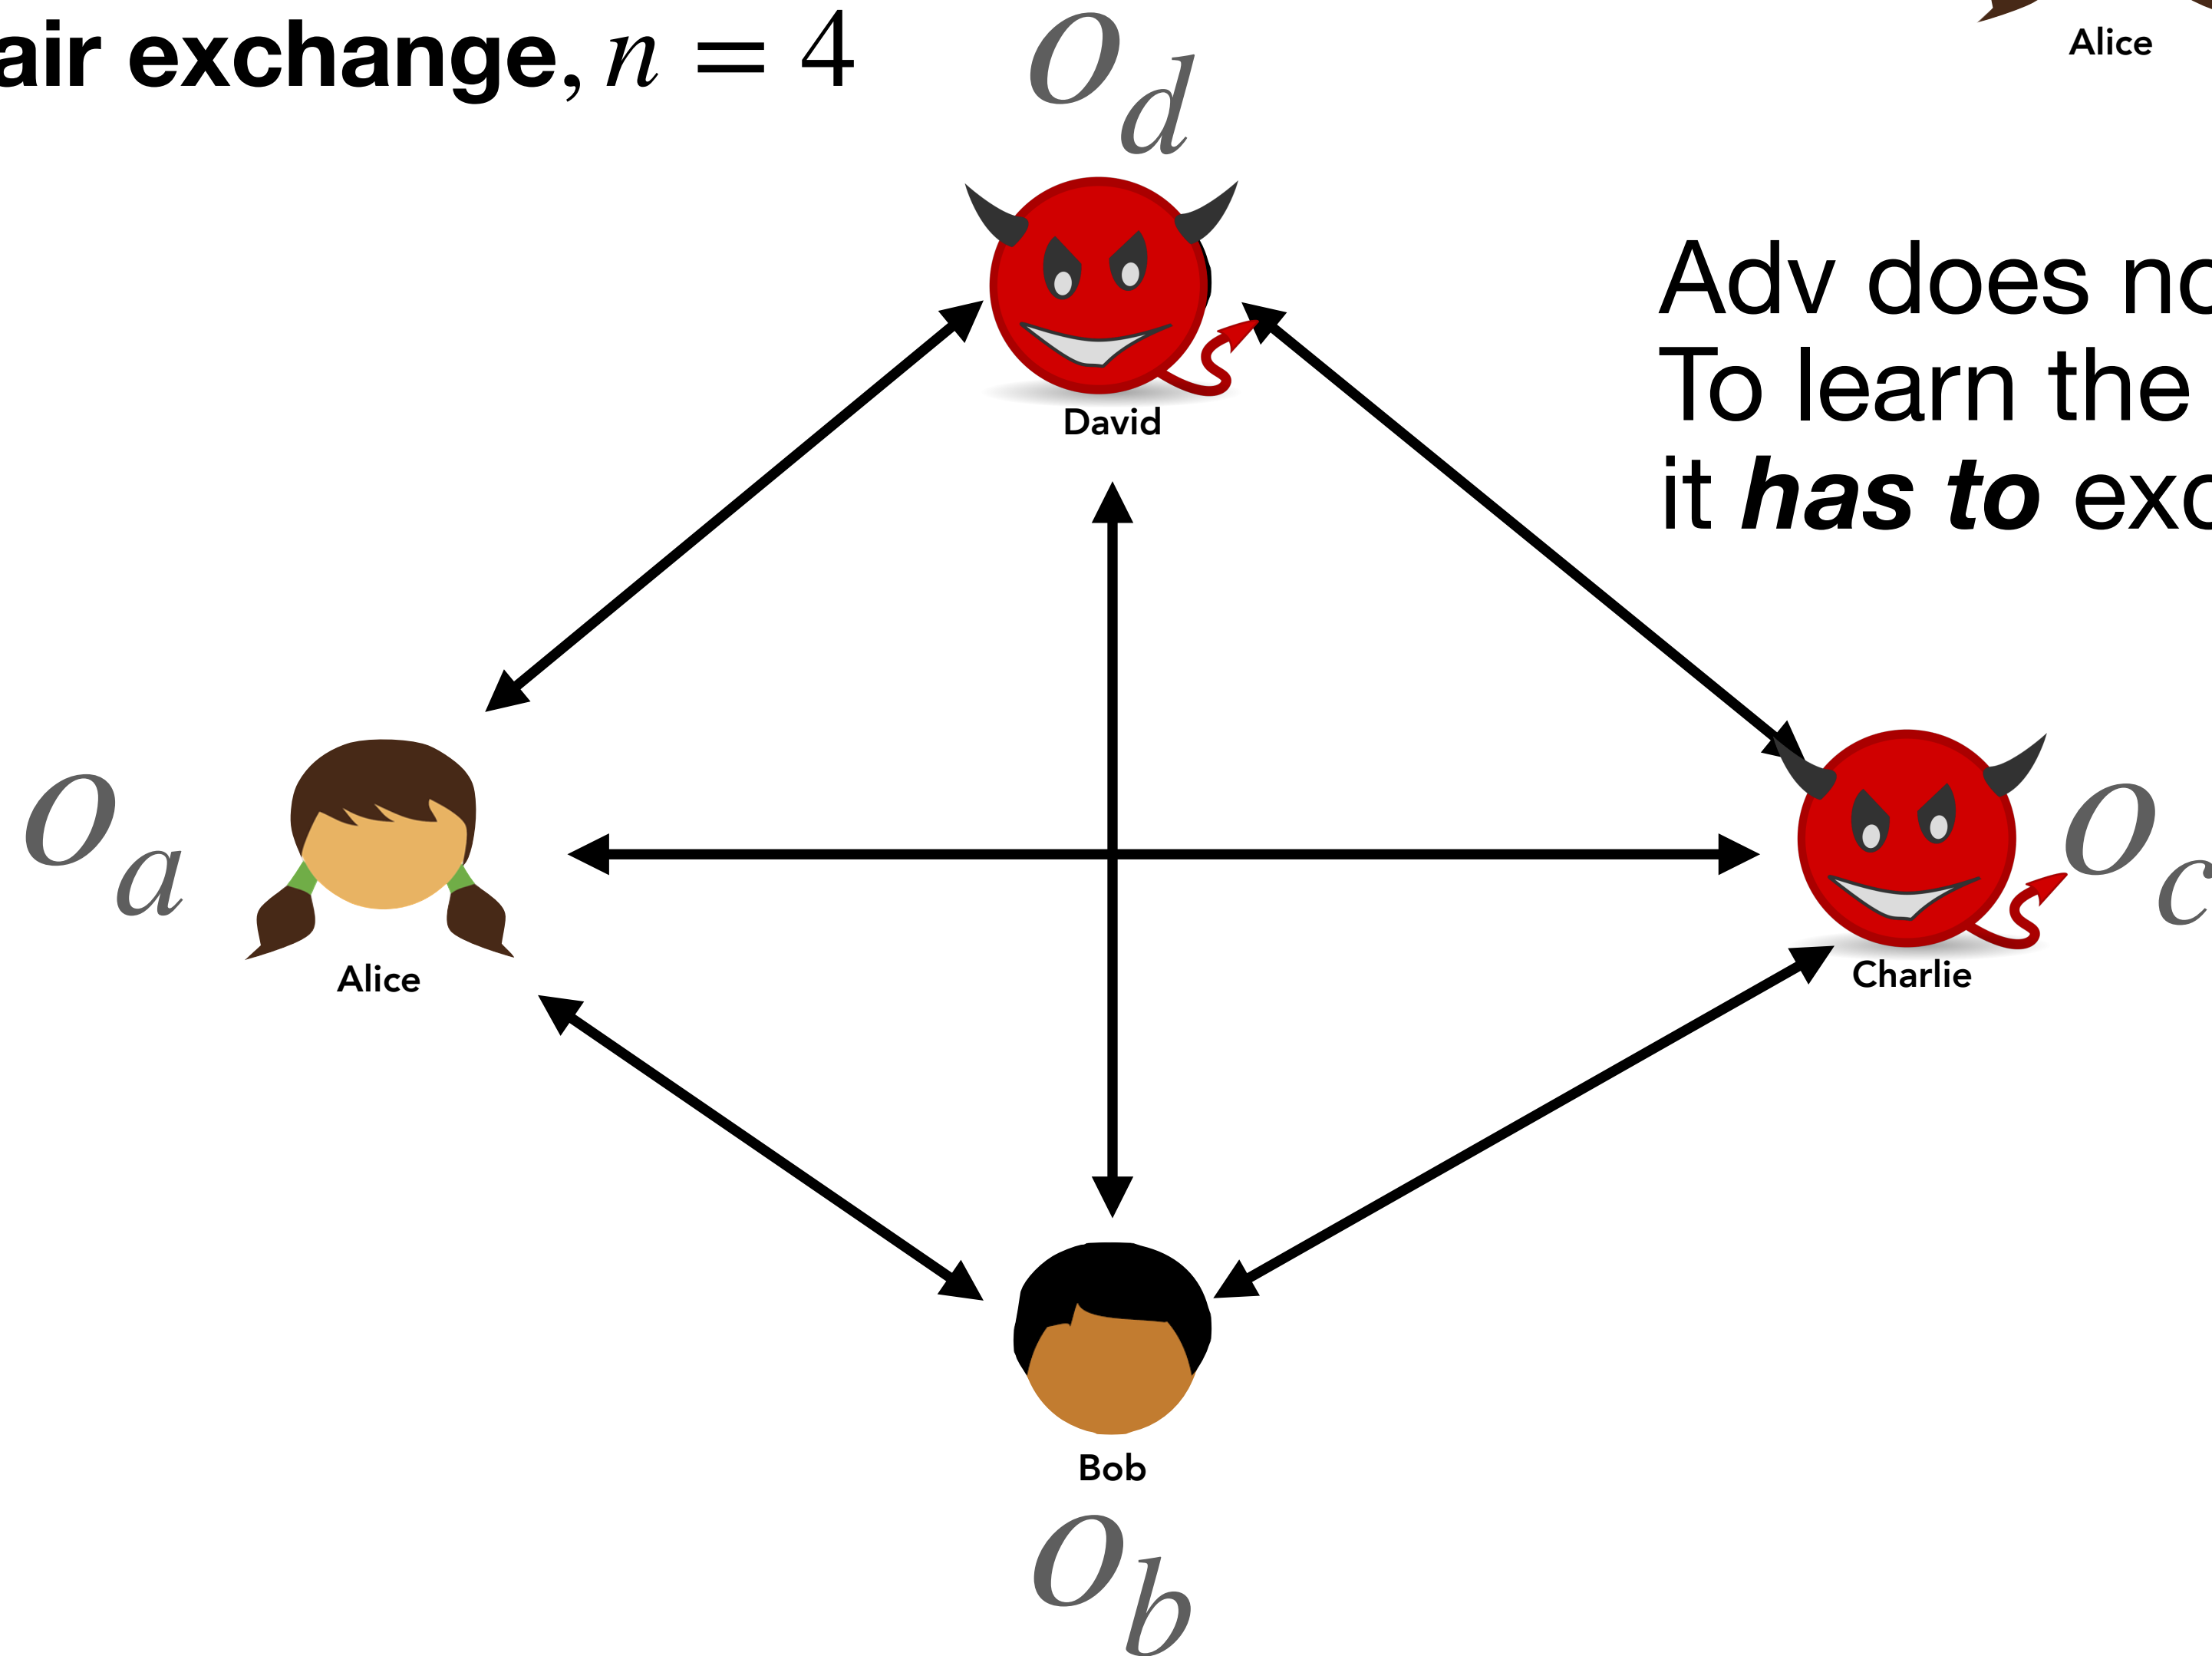 air exchange, n = 4
o_d
Alice
Adv does no
To learn the
it has to exc
David
o_a
o_c
Alice
Charlie
Bob
o_b